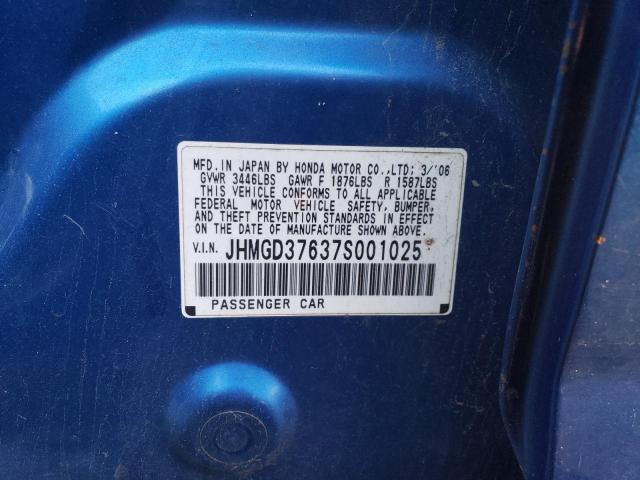 MFD. IN JAPAN BY HONDA MOTOR CO., LTD; 3/'06
GVWR 3446LBS GAWR F 1876LBS R 1587LBS
THIS VEHICLE CONFORMS TO ALL APPLICABLE
FEDERAL MOTOR VEHICLE SAFETY, BUMPER,
AND THEFT PREVENTION STANDARDS IN EFFECT
ON THE DATE OF MANUFACTURE SHOWN ABOVE.
V.I.N. JHMGD37637S001025
PASSENGER CAR